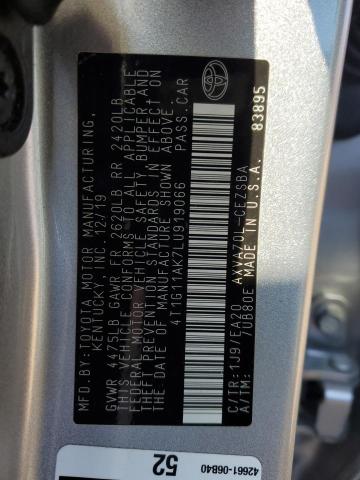 MFD.BY:TOYOTA MOTOR MANUFACTURING,
KENTUCKY, INC. 12/19
GVWR 4475LB GAWR FR 2620LB RR 2420LB
THIS VEHICLE CONFORMS TO ALL APPLICABLE
FEDERAL MOTOR VEHICLE SAFETY, BUMPER AND
THEFT PREVENTION STANDARDS IN EFFECT ON
THE DATE OF MANUFACTURE SHOWN ABOVE.
4T1G11AK7LU919066 PASS.CAR
C/TR:1J9/EA20 AXVA70L-CEZSBA
A/TM: 70B80E MADE IN U.S.A.
83895
TOYOTA
52
42661-06B40